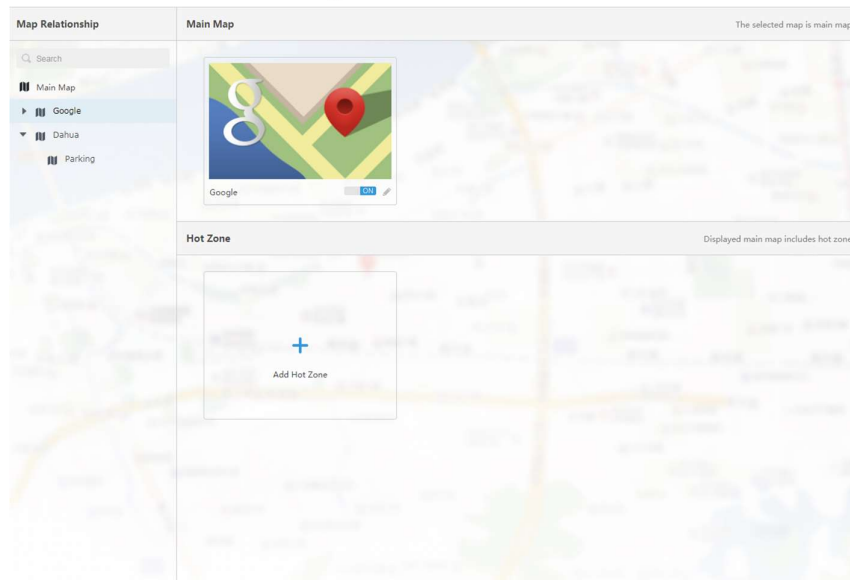 Map Relationship
Main Map
The selected map is main map
Search
Main Map
Google
Dahua
Parking
g
Google
ON
Hot Zone
Displayed main map includes hot zone
Add Hot Zone